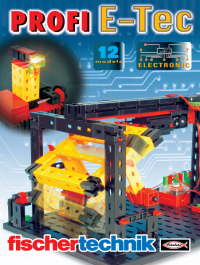 PROFI E-Tec
12
models
ELECTRONIC
fischertechnik